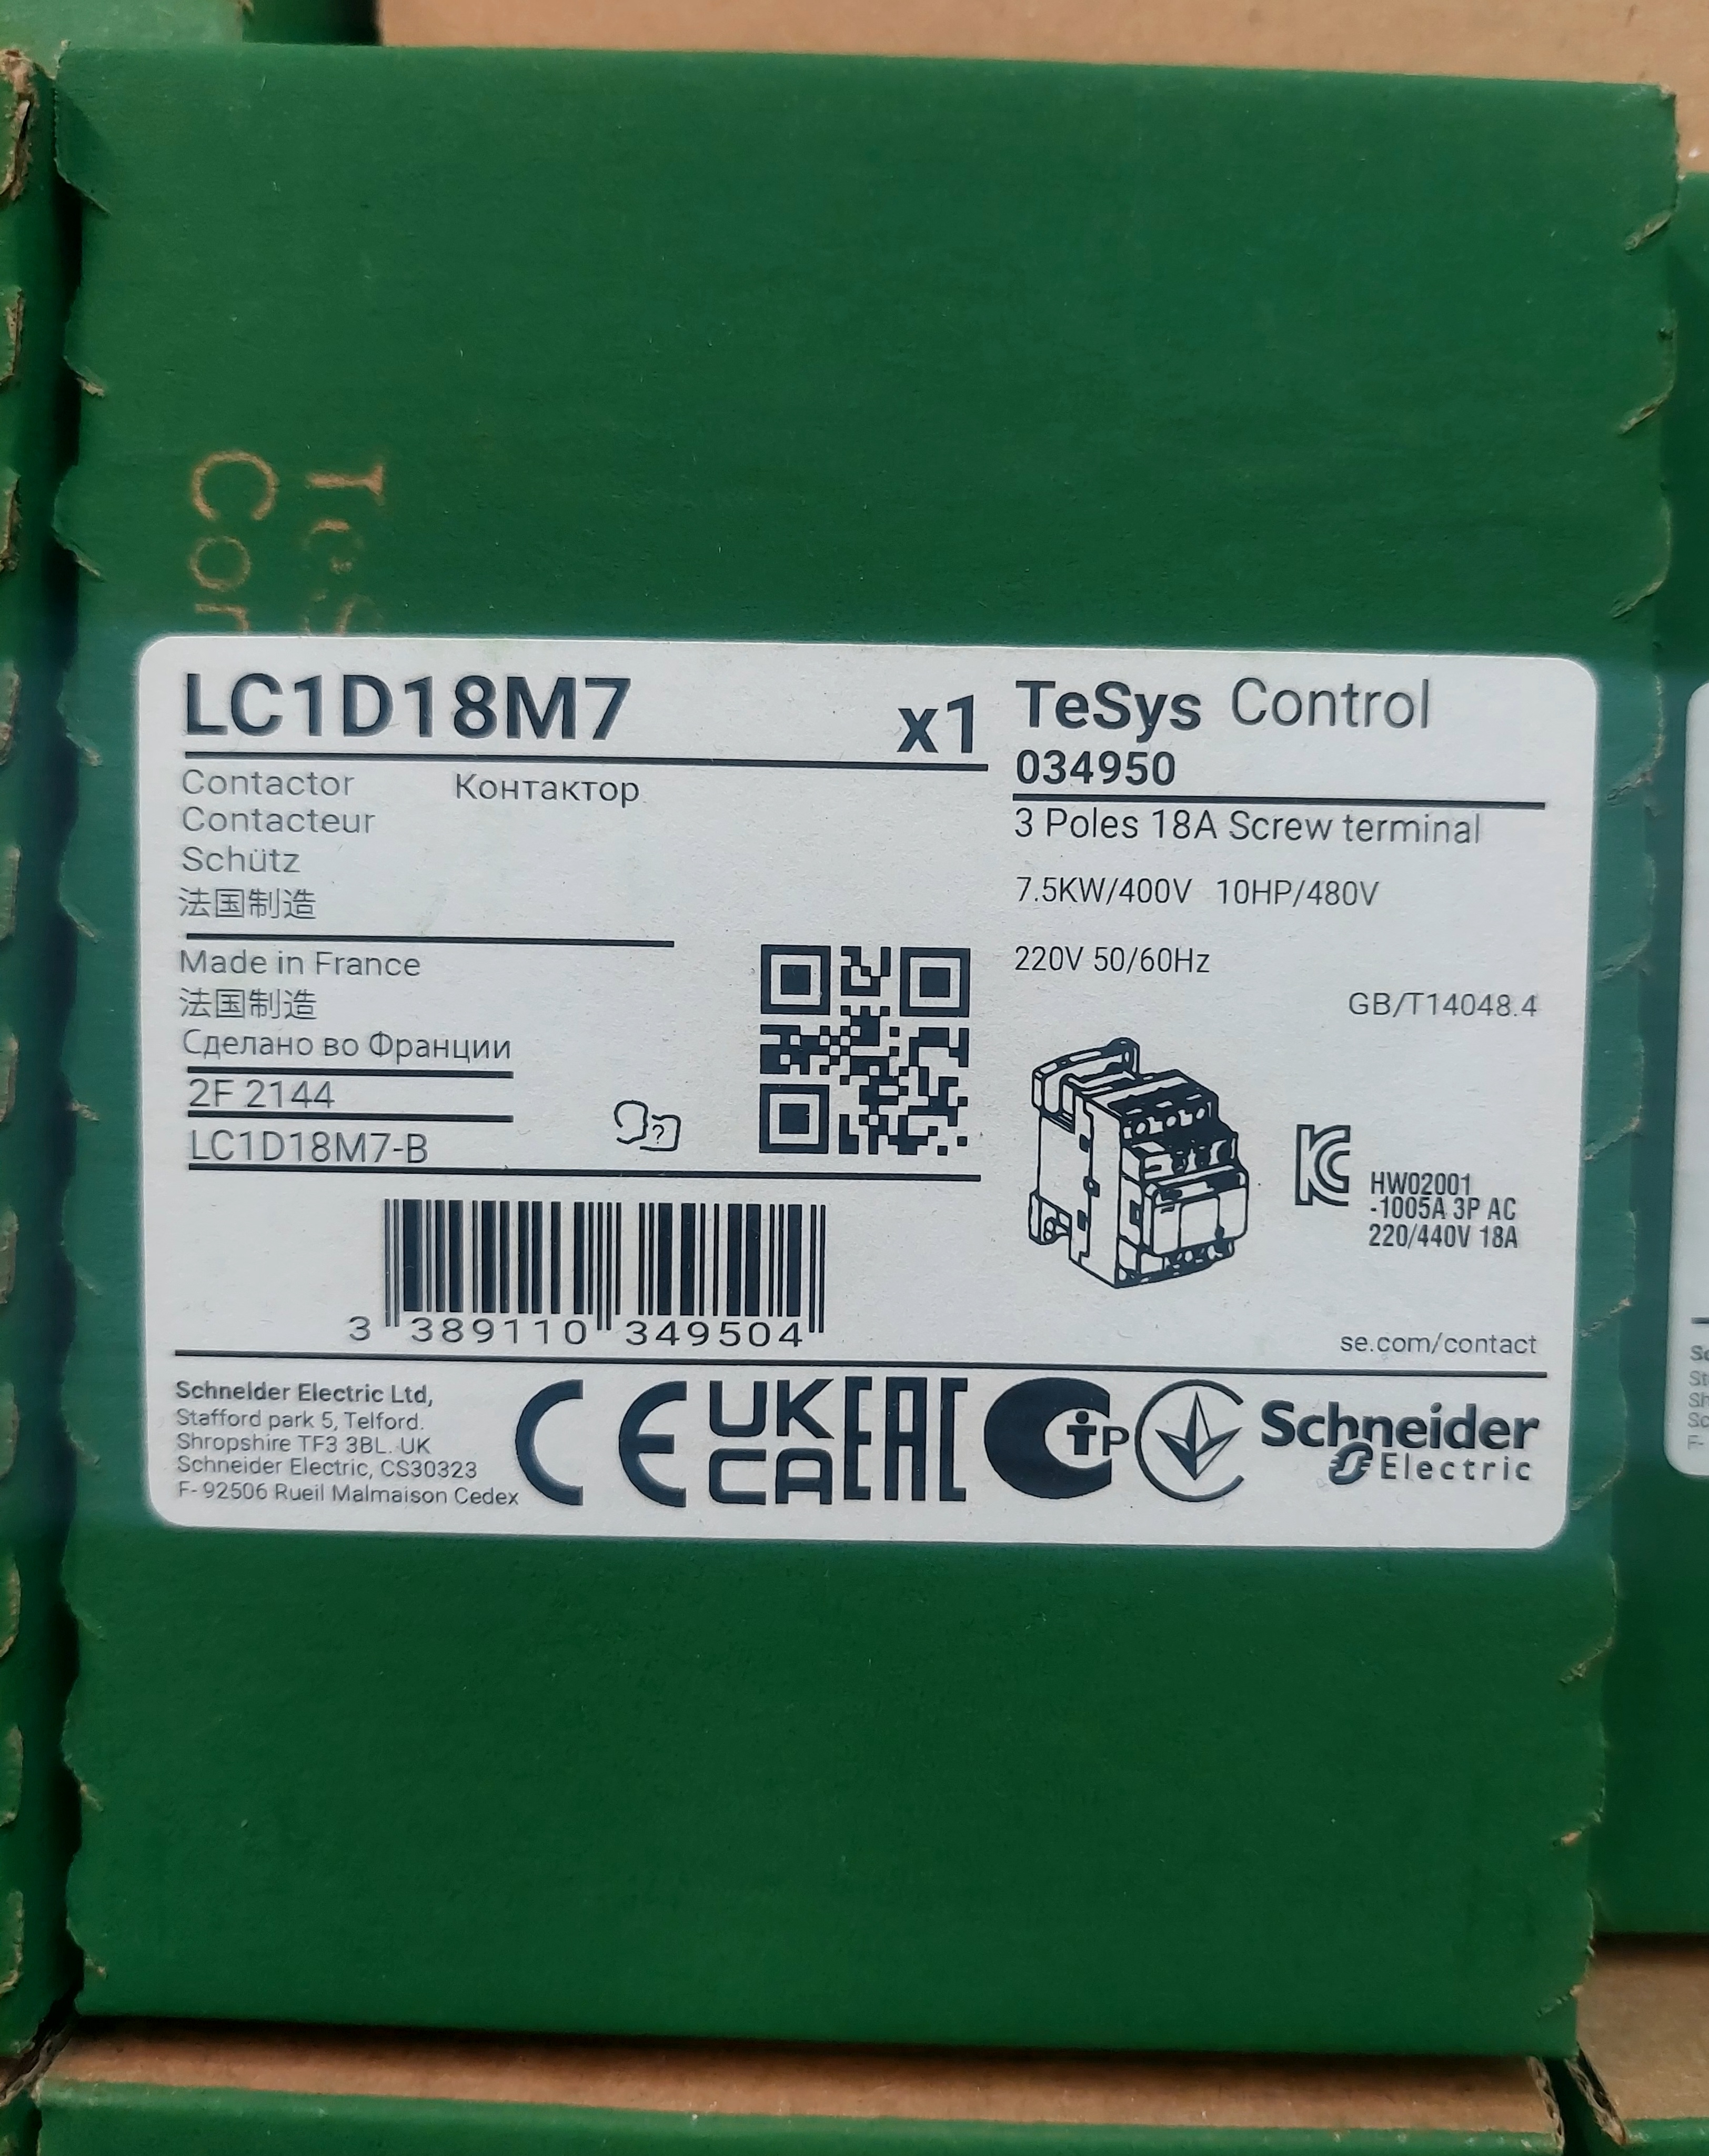 TeS
Con
LC1D18M7 x1
Contactor Контактор
Contacteur
Schütz
法国制造
Made in France
法国制造
Сделано во Франции
2F 2144
LC1D18M7-B
?
3 389110 349504
TeSys Control
034950
3 Poles 18A Screw terminal
7.5KW/400V 10HP/480V
220V 50/60Hz
GB/T14048.4
KC
HW02001
-1005A 3P AC
220/440V 18A
se.com/contact
Schneider Electric Ltd,
Stafford park 5, Telford.
Shropshire TF3 3BL. UK
Schneider Electric, CS30323
F- 92506 Rueil Malmaison Cedex
CE UK CA EAC
CTP
Schneider
Electric